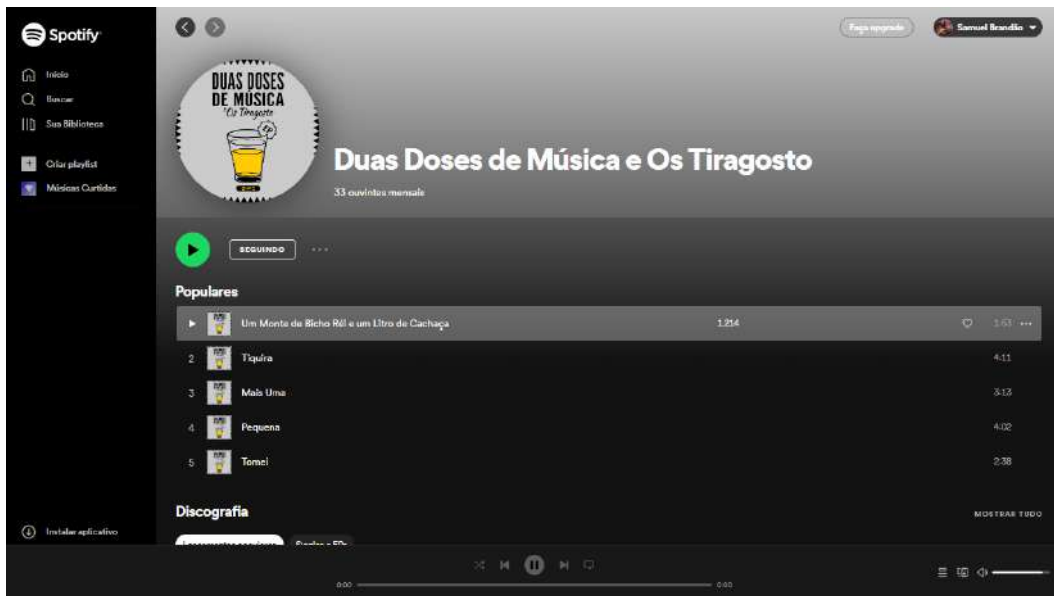 Spotify
Faça upgrade
Samuel Brandão
Início
Buscar
Sua Biblioteca
Criar playlist
Músicas Curtidas
DUAS DOSES
DE MÚSICA
Os Tiragosto
EP
Duas Doses de Música e Os Tiragosto
33 ouvintes mensais
SEGUINDO
Populares
Um Monte de Bicho Rél e um Litro de Cachaça 1.214
2 Tiquira 4:11
3 Mais Uma 3:13
4 Pequena 4:02
5 Tomei 2:38
Discografia
MOSTRAR TUDO
Instalar aplicativo
0:00 0:00